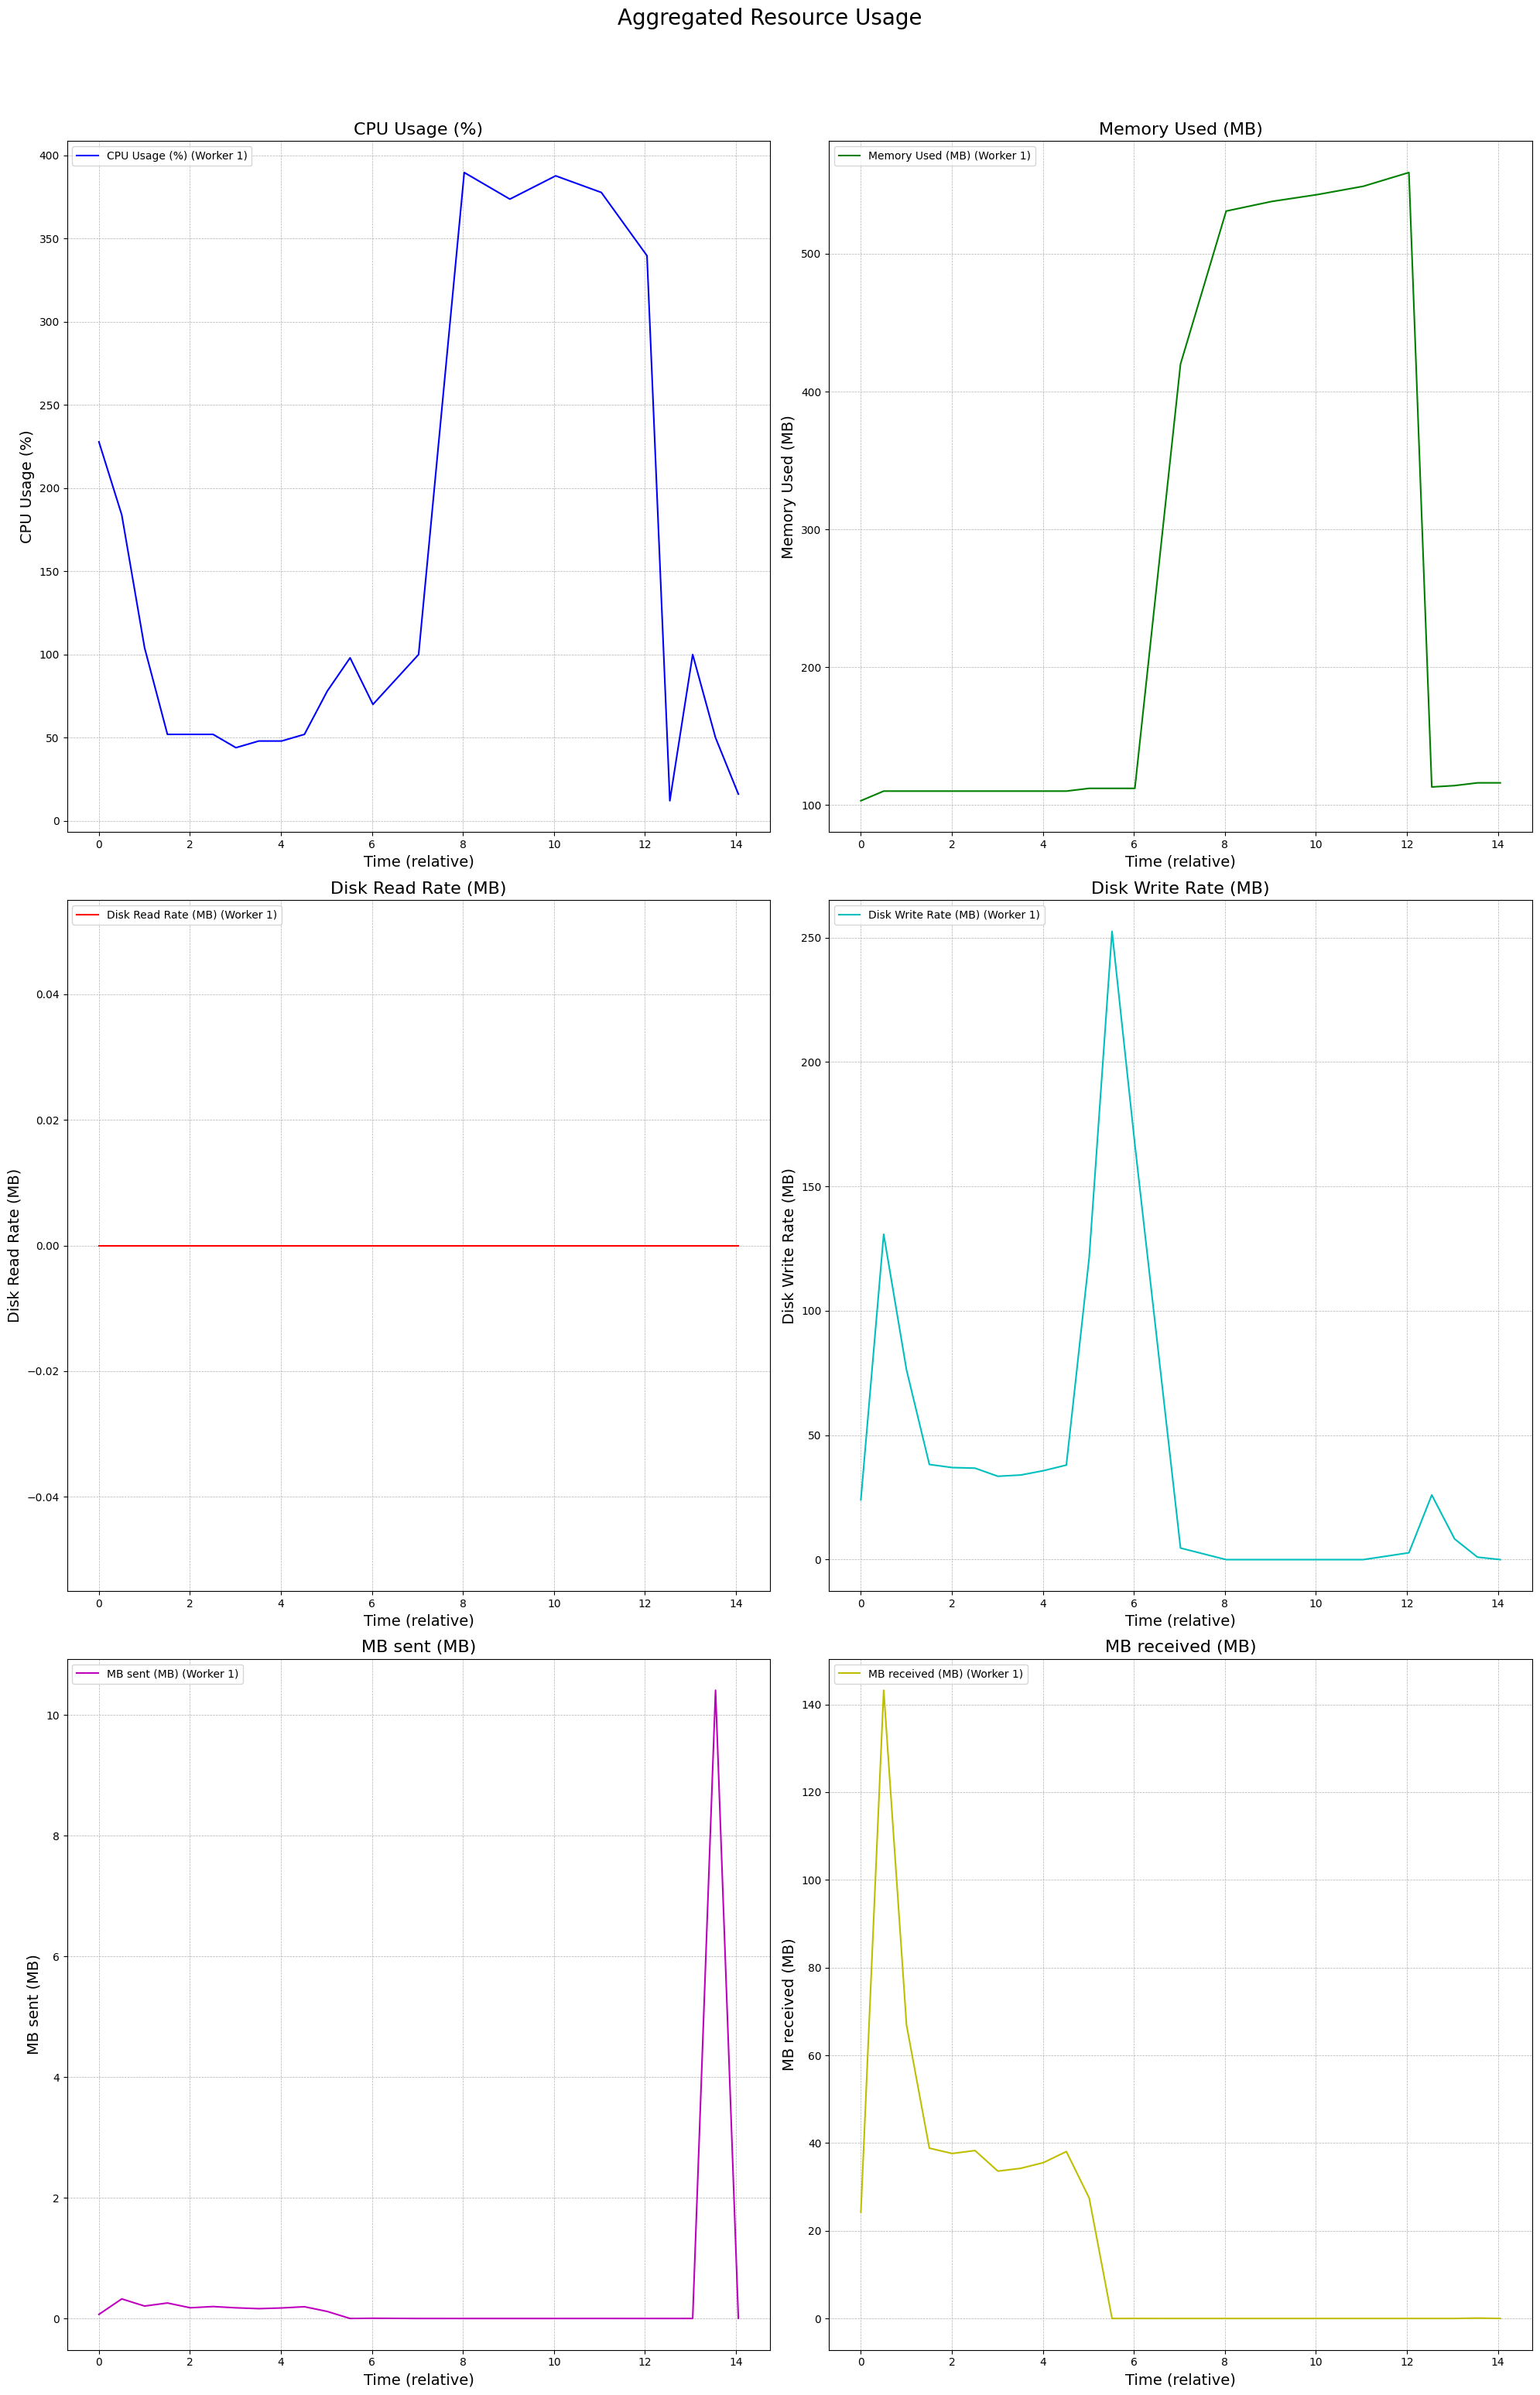 Aggregated Resource Usage
CPU Usage (%)
CPU Usage (%) (Worker 1)
CPU Usage (%)
400
350
300
250
200
150
100
50
0
0 2 4 6 8 10 12 14
Time (relative)
Memory Used (MB)
Memory Used (MB) (Worker 1)
Memory Used (MB)
500
400
300
200
100
0 2 4 6 8 10 12 14
Time (relative)
Disk Read Rate (MB)
Disk Read Rate (MB) (Worker 1)
Disk Read Rate (MB)
0.04
0.02
0.00
−0.02
−0.04
0 2 4 6 8 10 12 14
Time (relative)
Disk Write Rate (MB)
Disk Write Rate (MB) (Worker 1)
Disk Write Rate (MB)
250
200
150
100
50
0
0 2 4 6 8 10 12 14
Time (relative)
MB sent (MB)
MB sent (MB) (Worker 1)
MB sent (MB)
10
8
6
4
2
0
0 2 4 6 8 10 12 14
Time (relative)
MB received (MB)
MB received (MB) (Worker 1)
MB received (MB)
140
120
100
80
60
40
20
0
0 2 4 6 8 10 12 14
Time (relative)